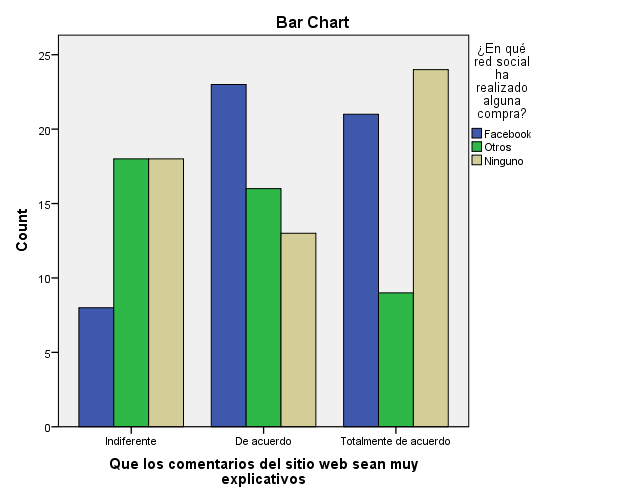 Bar Chart
¿En qué
red social
ha
realizado
alguna
compra?
Facebook
Otros
Ninguno
Count
25
20
15
10
5
0
Indiferente
De acuerdo
Totalmente de acuerdo
Que los comentarios del sitio web sean muy
explicativos